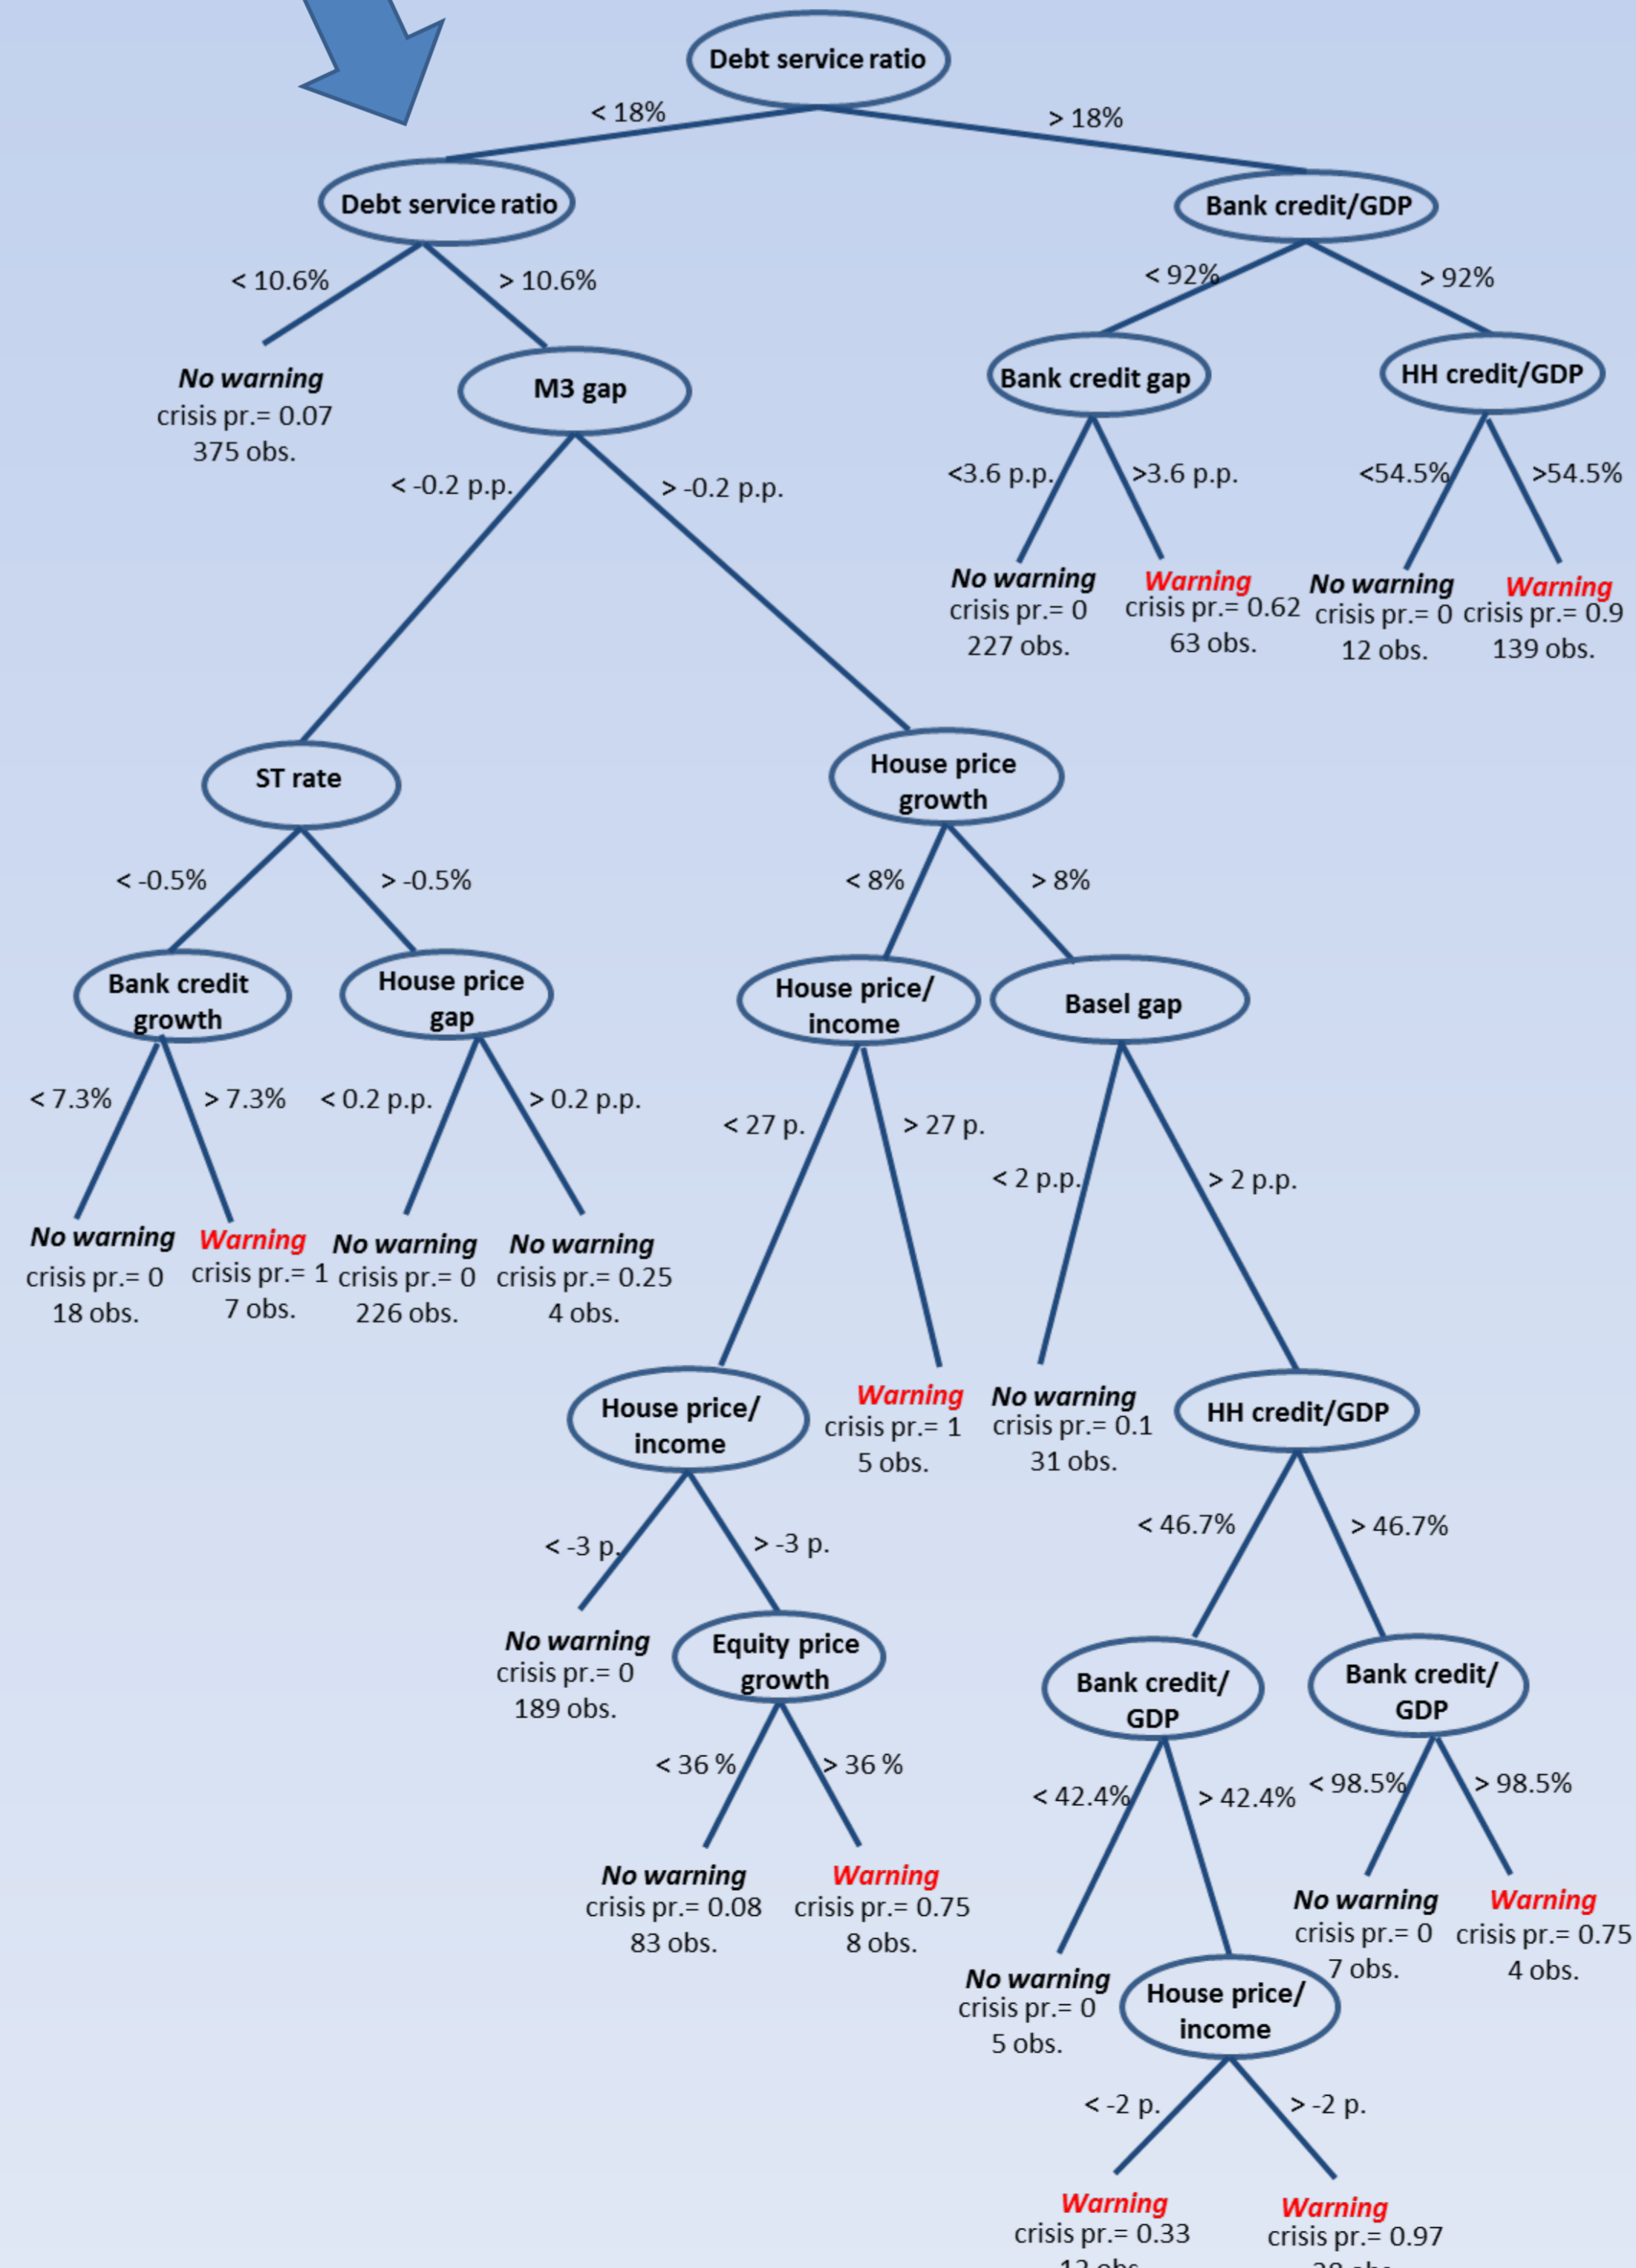 Debt service ratio
< 18%
> 18%
Debt service ratio
Bank credit/GDP
< 10.6%
> 10.6%
< 92%
> 92%
No warning
crisis pr.= 0.07
375 obs.
M3 gap
Bank credit gap
HH credit/GDP
< -0.2 p.p.
> -0.2 p.p.
<3.6 p.p.
>3.6 p.p.
<54.5%
>54.5%
No warning
crisis pr.= 0
227 obs.
Warning
crisis pr.= 0.62
63 obs.
No warning
crisis pr.= 0
12 obs.
Warning
crisis pr.= 0.9
139 obs.
ST rate
House price
growth
< -0.5%
> -0.5%
< 8%
> 8%
Bank credit
growth
House price
gap
House price/
income
Basel gap
< 7.3%
> 7.3%
< 0.2 p.p.
> 0.2 p.p.
< 27 p.
> 27 p.
< 2 p.p.
> 2 p.p.
No warning
crisis pr.= 0
18 obs.
Warning
crisis pr.= 1
7 obs.
No warning
crisis pr.= 0
226 obs.
No warning
crisis pr.= 0.25
4 obs.
House price/
income
Warning
crisis pr.= 1
5 obs.
No warning
crisis pr.= 0.1
31 obs.
HH credit/GDP
< -3 p.
> -3 p.
< 46.7%
> 46.7%
No warning
crisis pr.= 0
189 obs.
Equity price
growth
Bank credit/
GDP
Bank credit/
GDP
< 36 %
> 36 %
< 42.4%
> 42.4%
< 98.5%
> 98.5%
No warning
crisis pr.= 0.08
83 obs.
Warning
crisis pr.= 0.75
8 obs.
No warning
crisis pr.= 0
7 obs.
Warning
crisis pr.= 0.75
4 obs.
No warning
crisis pr.= 0
5 obs.
House price/
income
< -2 p.
> -2 p.
Warning
crisis pr.= 0.33
Warning
crisis pr.= 0.97